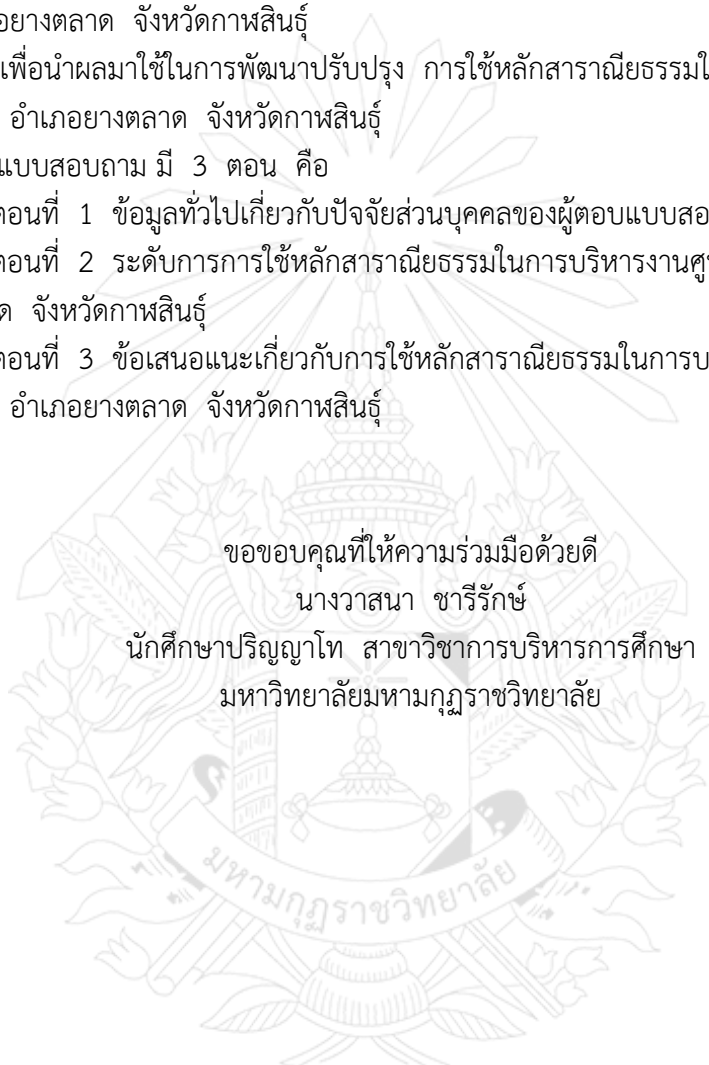 อยางตลาด จังหวัดกาฬสินธุ์
เพื่อนำผลมาใช้ในการพัฒนาปรับปรุง การใช้หลักสาราณียธรรมใ
อำเภอยางตลาด จังหวัดกาฬสินธุ์
แบบสอบถาม มี 3 ตอน คือ
ตอนที่ 1 ข้อมูลทั่วไปเกี่ยวกับปัจจัยส่วนบุคคลของผู้ตอบแบบสอ
ตอนที่ 2 ระดับการการใช้หลักสาราณียธรรมในการบริหารงานศู
ด จังหวัดกาฬสินธุ์
ตอนที่ 3 ข้อเสนอแนะเกี่ยวกับการใช้หลักสาราณียธรรมในการบ
อำเภอยางตลาด จังหวัดกาฬสินธุ์
ขอขอบคุณที่ให้ความร่วมมือด้วยดี
นางวาสนา ชารีรักษ์
นักศึกษาปริญญาโท สาขาวิชาการบริหารการศึกษา
มหาวิทยาลัยมหามกุฏราชวิทยาลัย
มหามกุฏราชวิทยาลัย